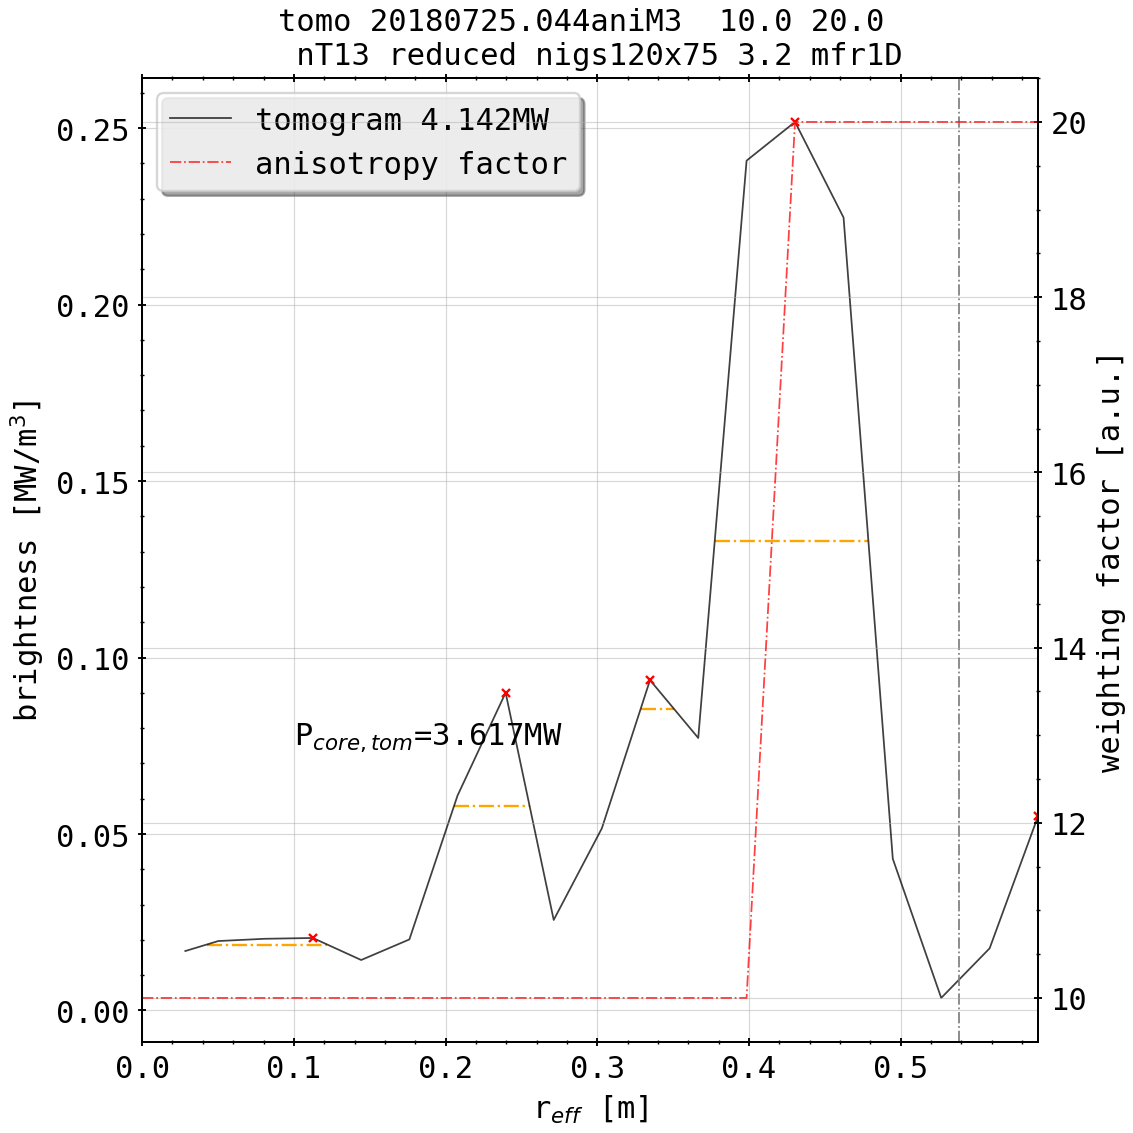 tomo 20180725.044aniM3  10.0 20.0
nT13 reduced nigs120x75 3.2 mfr1D
tomogram 4.142MW
anisotropy factor
brightness [MW/m³]
0.25
0.20
0.15
0.10
0.05
0.00
P_core,tom=3.617MW
20
18
16
14
12
10
weighting factor [a.u.]
0.0 0.1 0.2 0.3 0.4 0.5
r_eff [m]